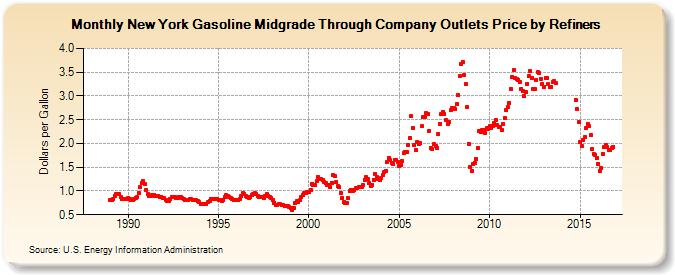 Monthly New York Gasoline Midgrade Through Company Outlets Price by Refiners
Dollars per Gallon
4.0
3.5
3.0
2.5
2.0
1.5
1.0
0.5
1990 1995 2000 2005 2010 2015
Source: U.S. Energy Information Administration